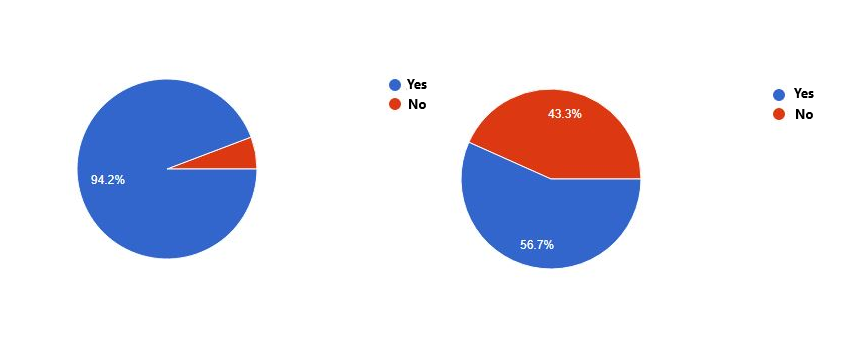 Yes
No
94.2%
Yes
No
43.3%
56.7%